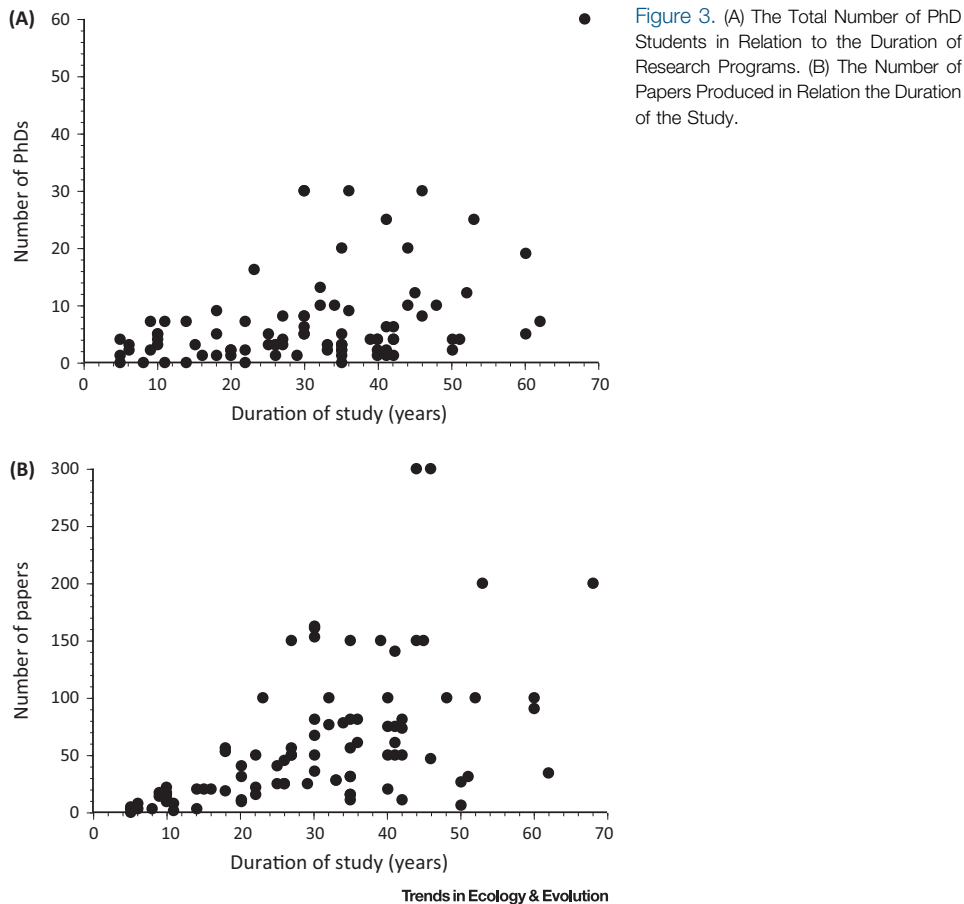 (A)
60
50
40
30
20
10
0
Number of PhDs
0 10 20 30 40 50 60 70
Duration of study (years)
Figure 3. (A) The Total Number of PhD
Students in Relation to the Duration of
Research Programs. (B) The Number of
Papers Produced in Relation the Duration
of the Study.
(B)
300
250
200
150
100
50
0
Number of papers
0 10 20 30 40 50 60 70
Duration of study (years)
Trends in Ecology & Evolution